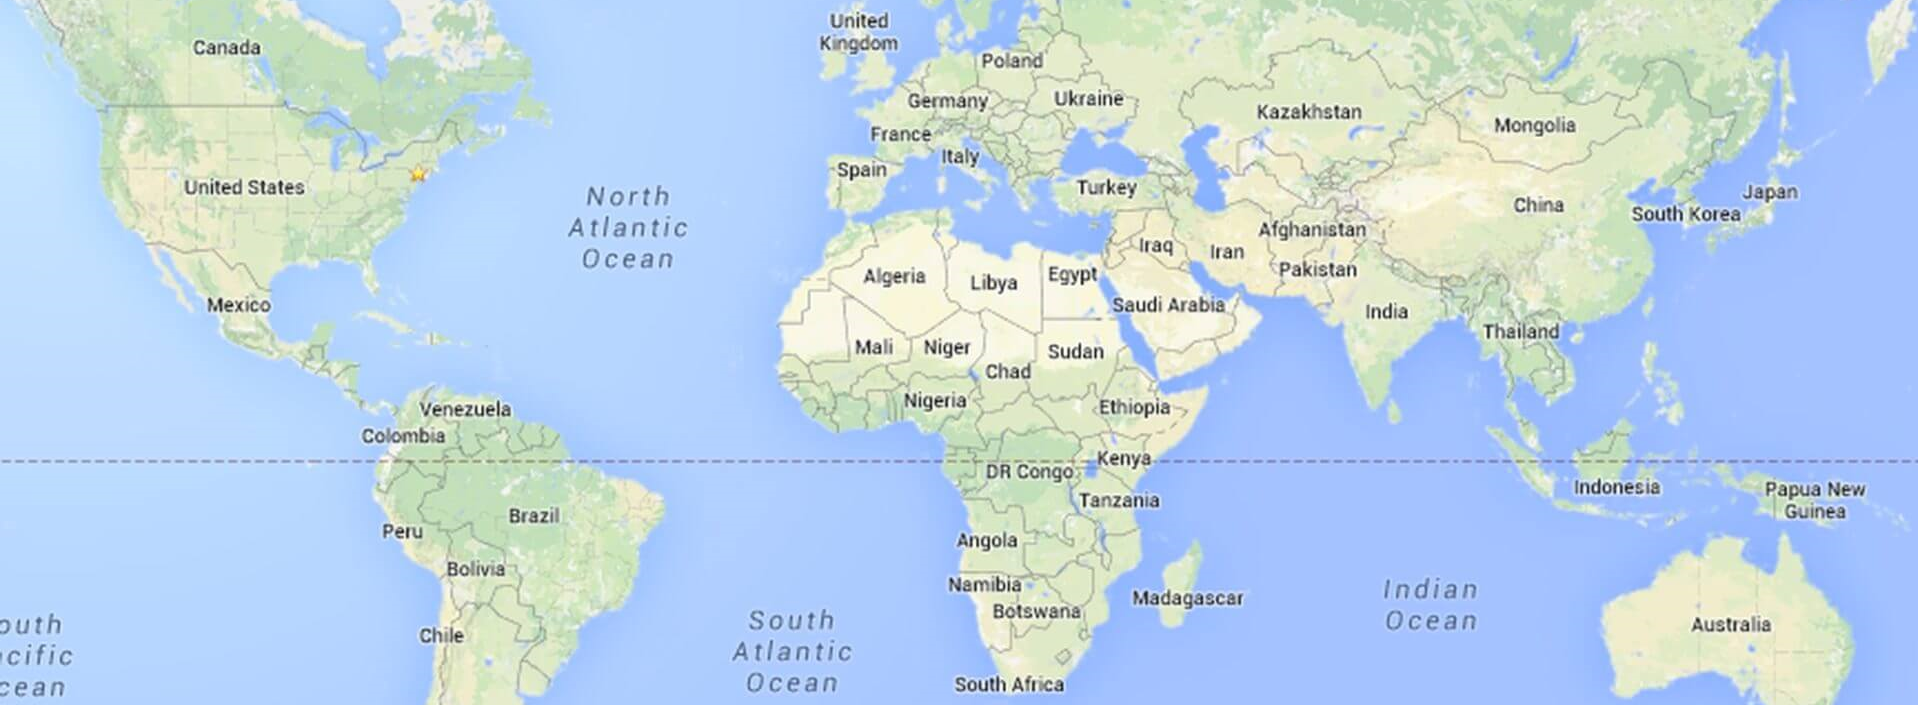 Canada
United
Kingdom
Poland
Germany
Ukraine
Kazakhstan
Mongolia
France
Italy
Spain
United States
Turkey
North
Atlantic
Ocean
China
Japan
South Korea
Afghanistan
Iraq
Iran
Pakistan
Algeria
Libya
Egypt
Mexico
Saudi Arabia
India
Thailand
Mali
Niger
Sudan
Chad
Nigeria
Ethiopia
Venezuela
Colombia
Kenya
DR Congo
Tanzania
Indonesia
Papua New
Guinea
Brazil
Peru
Angola
Bolivia
Namibia
Botswana
Madagascar
Indian
Ocean
outh
cific
cean
Chile
South
Atlantic
Ocean
Australia
South Africa